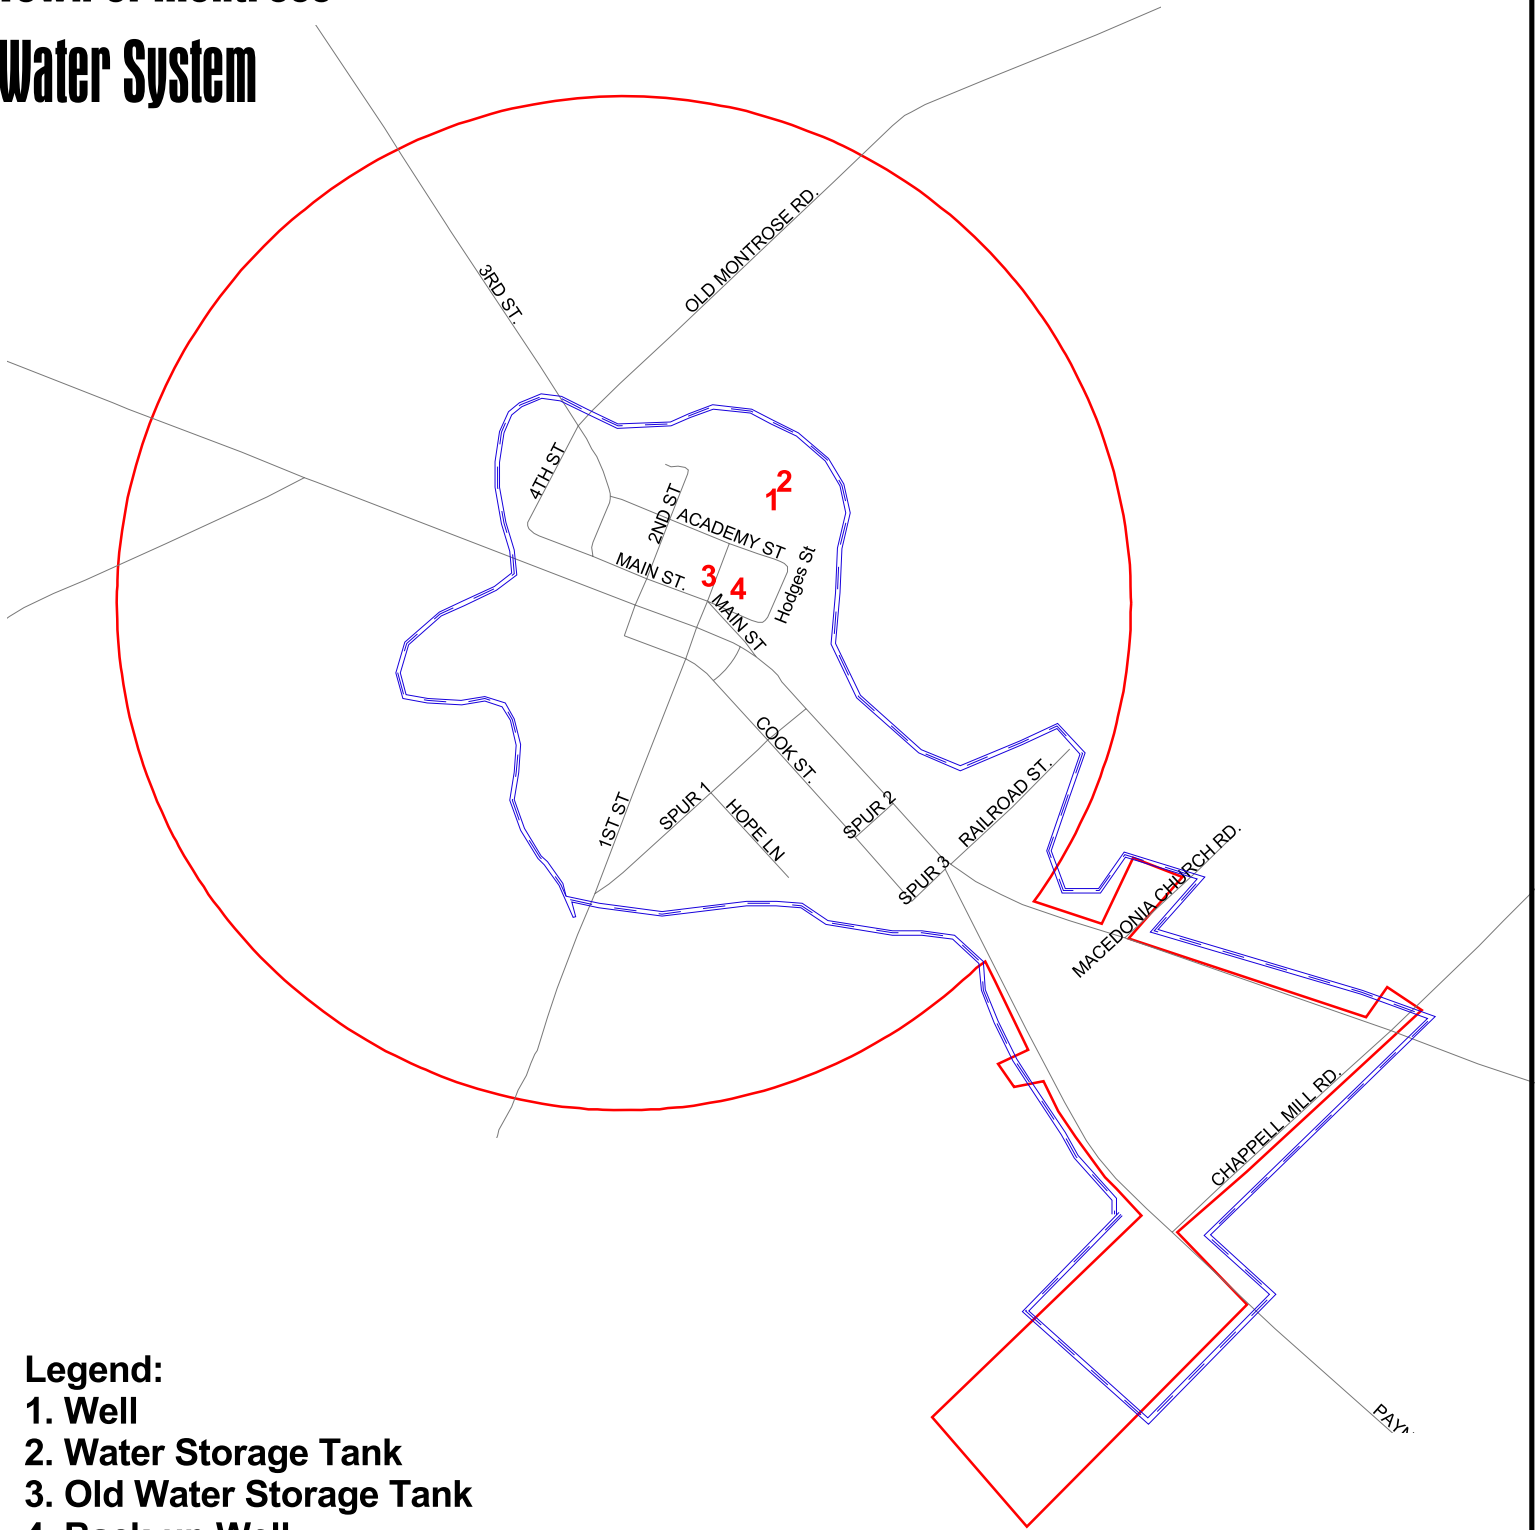 Water System
3RD ST.
OLD MONTROSE RD.
4TH ST
2ND ST
2
1
ACADEMY ST
MAIN ST.
3
4
Hodges St
MAIN ST
COOK ST.
1ST ST
SPUR 1
HOPE LN
SPUR 2
RAILROAD ST.
SPUR 3
MACEDONIA CHURCH RD.
CHAPPELL MILL RD.
Legend:
1. Well
2. Water Storage Tank
3. Old Water Storage Tank